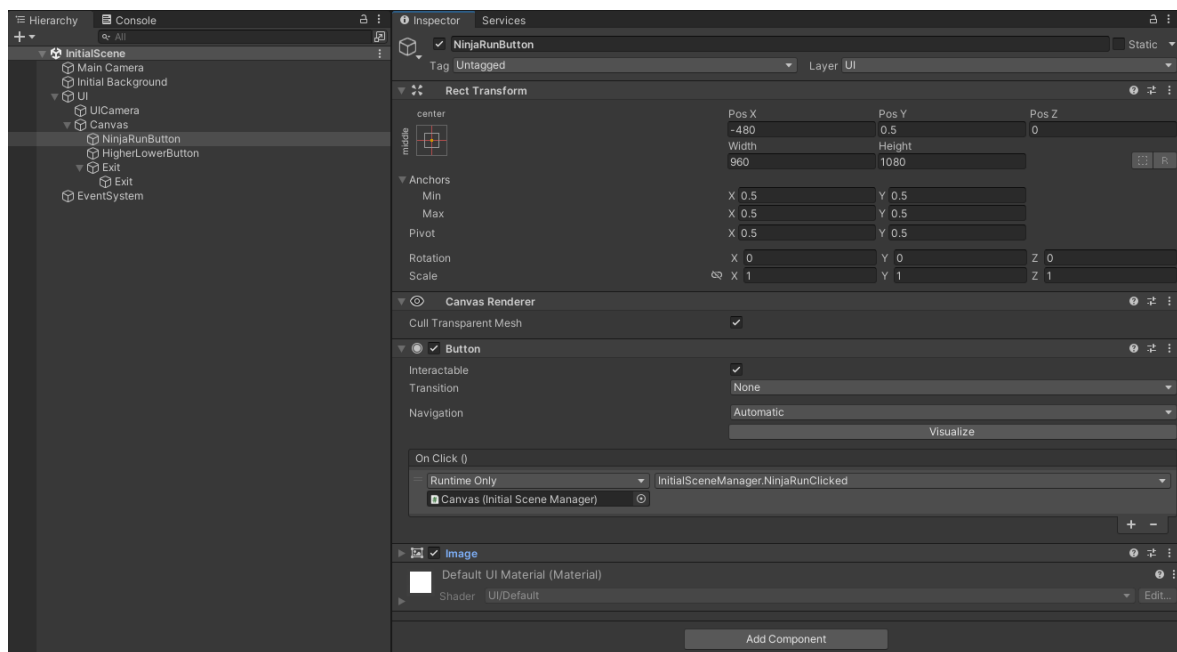 Hierarchy
Console
All
InitialScene
Main Camera
Initial Background
UI
UICamera
Canvas
NinjaRunButton
HigherLowerButton
Exit
Exit
EventSystem
Inspector Services
NinjaRunButton Static
Tag Untagged Layer UI
Rect Transform
center Pos X Pos Y Pos Z
middle -480 0.5 0
Width Height
960 1080 R
Anchors
Min X 0.5 Y 0.5
Max X 0.5 Y 0.5
Pivot X 0.5 Y 0.5
Rotation X 0 Y 0 Z 0
Scale X 1 Y 1 Z 1
Canvas Renderer
Cull Transparent Mesh
Button
Interactable
Transition None
Navigation Automatic
Visualize
On Click ()
Runtime Only InitialSceneManager.NinjaRunClicked
Canvas (Initial Scene Manager)
+ -
Image
Default UI Material (Material)
Shader UI/Default Edit...
Add Component